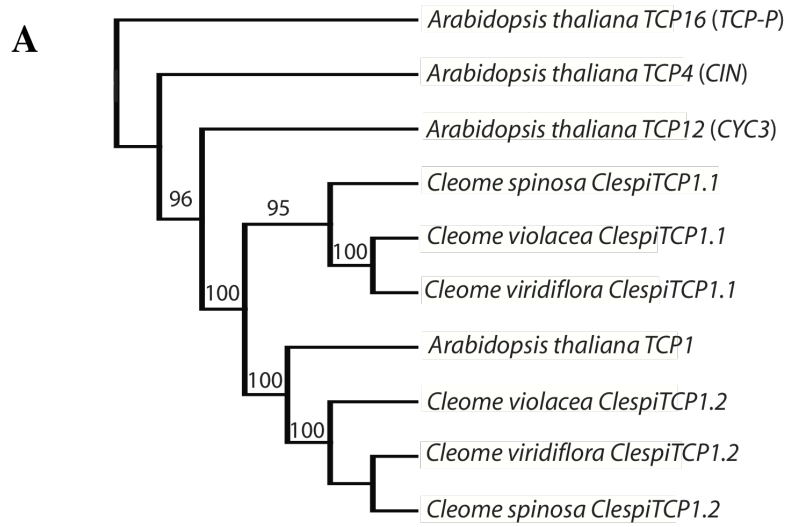 A
Arabidopsis thaliana TCP16 (TCP-P)
Arabidopsis thaliana TCP4 (CIN)
Arabidopsis thaliana TCP12 (CYC3)
96
95
Cleome spinosa ClespiTCP1.1
Cleome violacea ClespiTCP1.1
100
Cleome viridiflora ClespiTCP1.1
100
Arabidopsis thaliana TCP1
100
Cleome violacea ClespiTCP1.2
100
Cleome viridiflora ClespiTCP1.2
Cleome spinosa ClespiTCP1.2